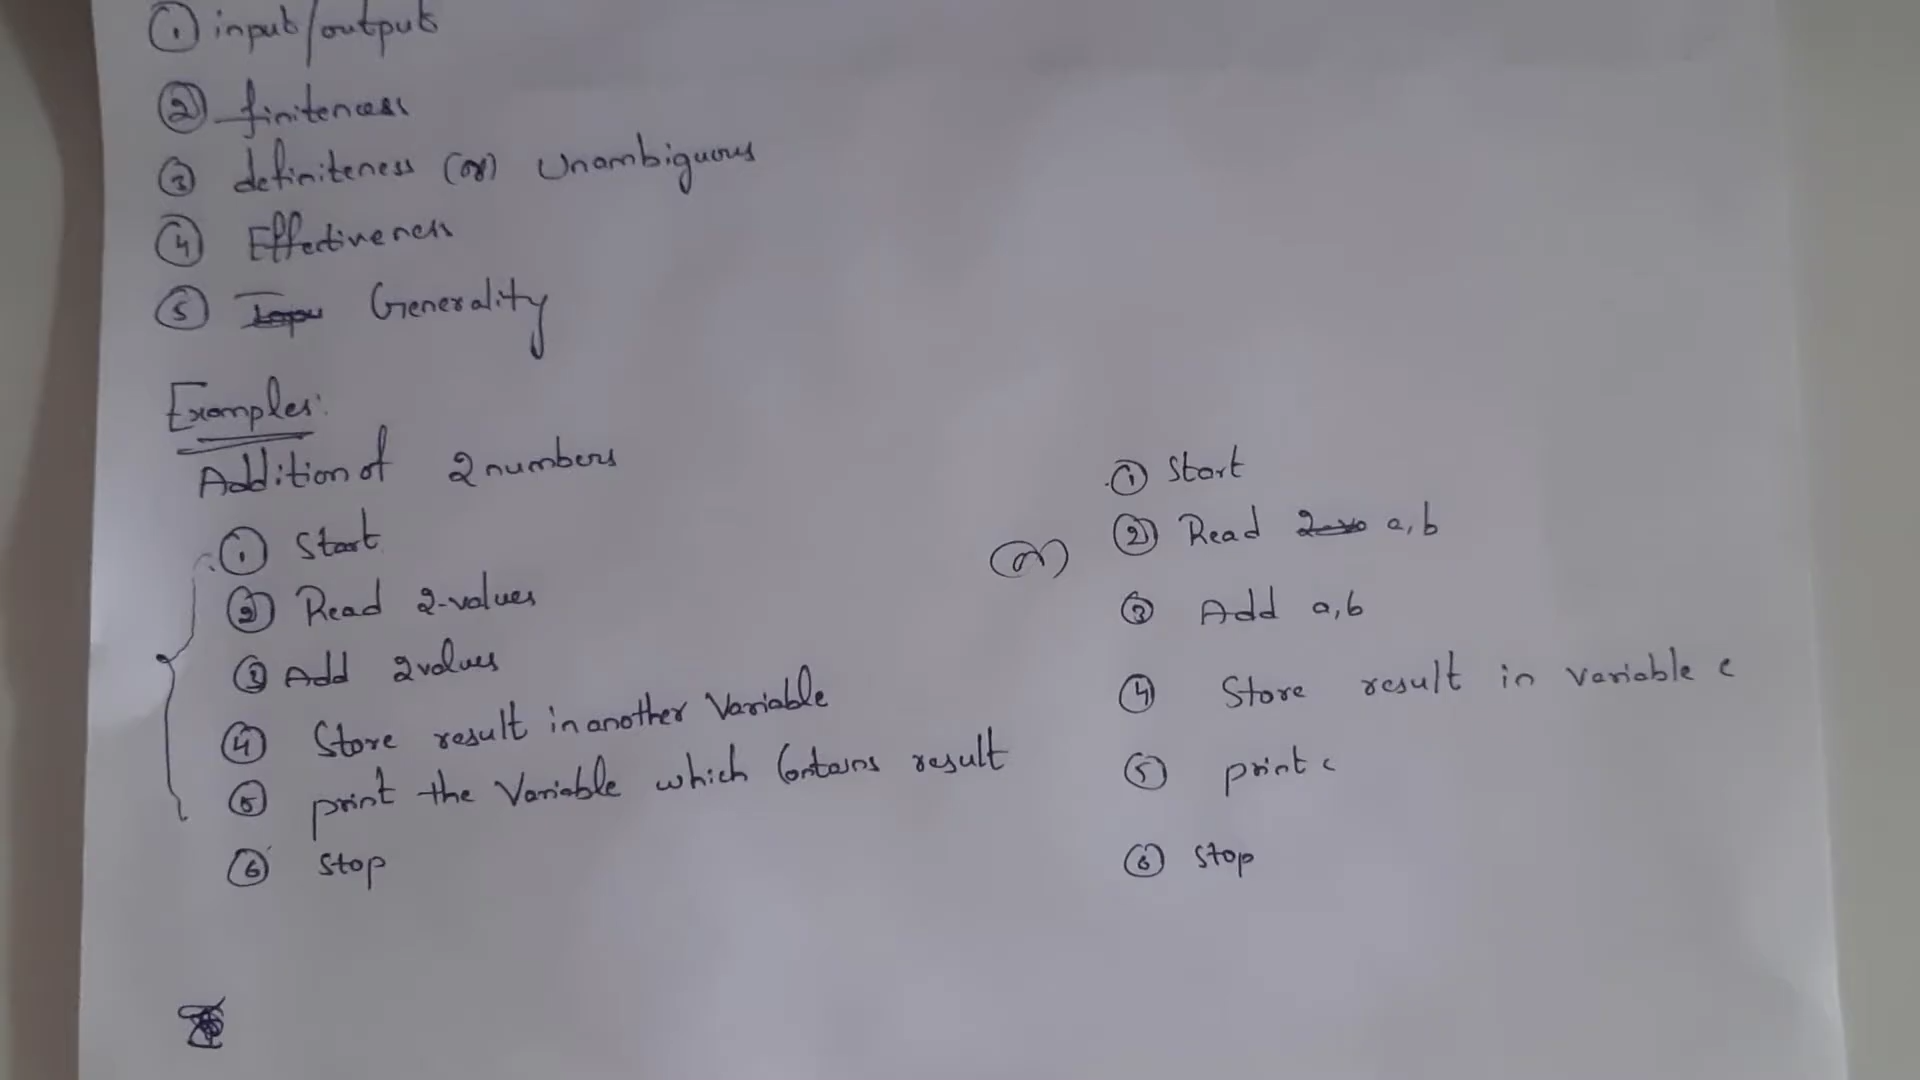 ① input/output
② finiteness
③ definiteness (or) Unambiguous
④ Effectiveness
⑤ Generality
Examples:
Addition of 2 numbers
① Start
② Read 2-values
③ Add 2 values
④ Store result in another Variable
⑤ print the Variable which Contains result
⑥ Stop
(or)
① Start
② Read a,b
③ Add a,b
④ Store result in variable c
⑤ print c
⑥ Stop